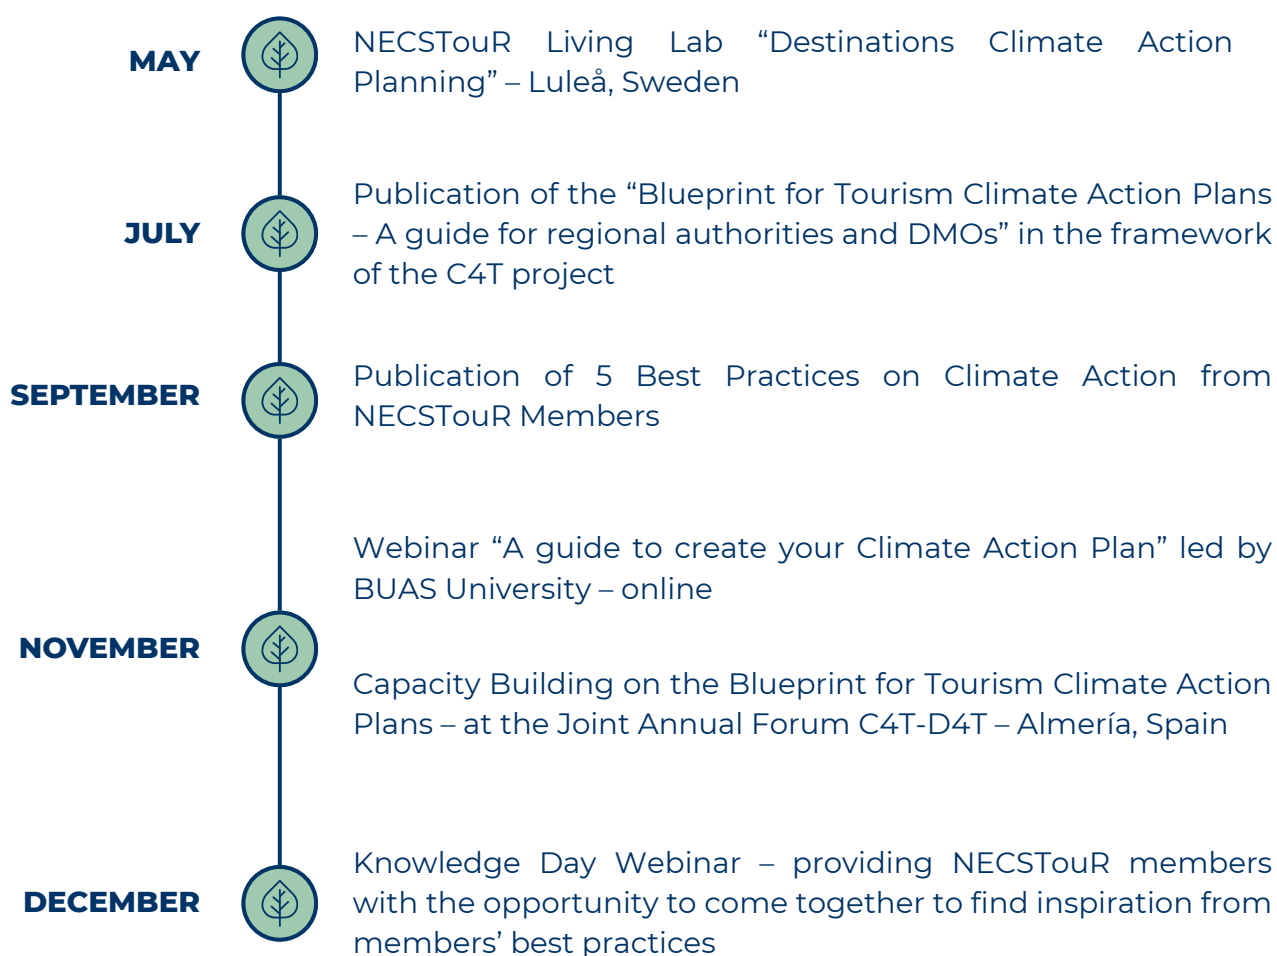 MAY
NECSTouR Living Lab “Destinations Climate Action
Planning” – Luleå, Sweden
JULY
Publication of the “Blueprint for Tourism Climate Action Plans
– A guide for regional authorities and DMOs” in the framework
of the C4T project
SEPTEMBER
Publication of 5 Best Practices on Climate Action from
NECSTouR Members
NOVEMBER
Webinar “A guide to create your Climate Action Plan” led by
BUAS University – online
Capacity Building on the Blueprint for Tourism Climate Action
Plans – at the Joint Annual Forum C4T-D4T – Almería, Spain
DECEMBER
Knowledge Day Webinar – providing NECSTouR members
with the opportunity to come together to find inspiration from
members’ best practices